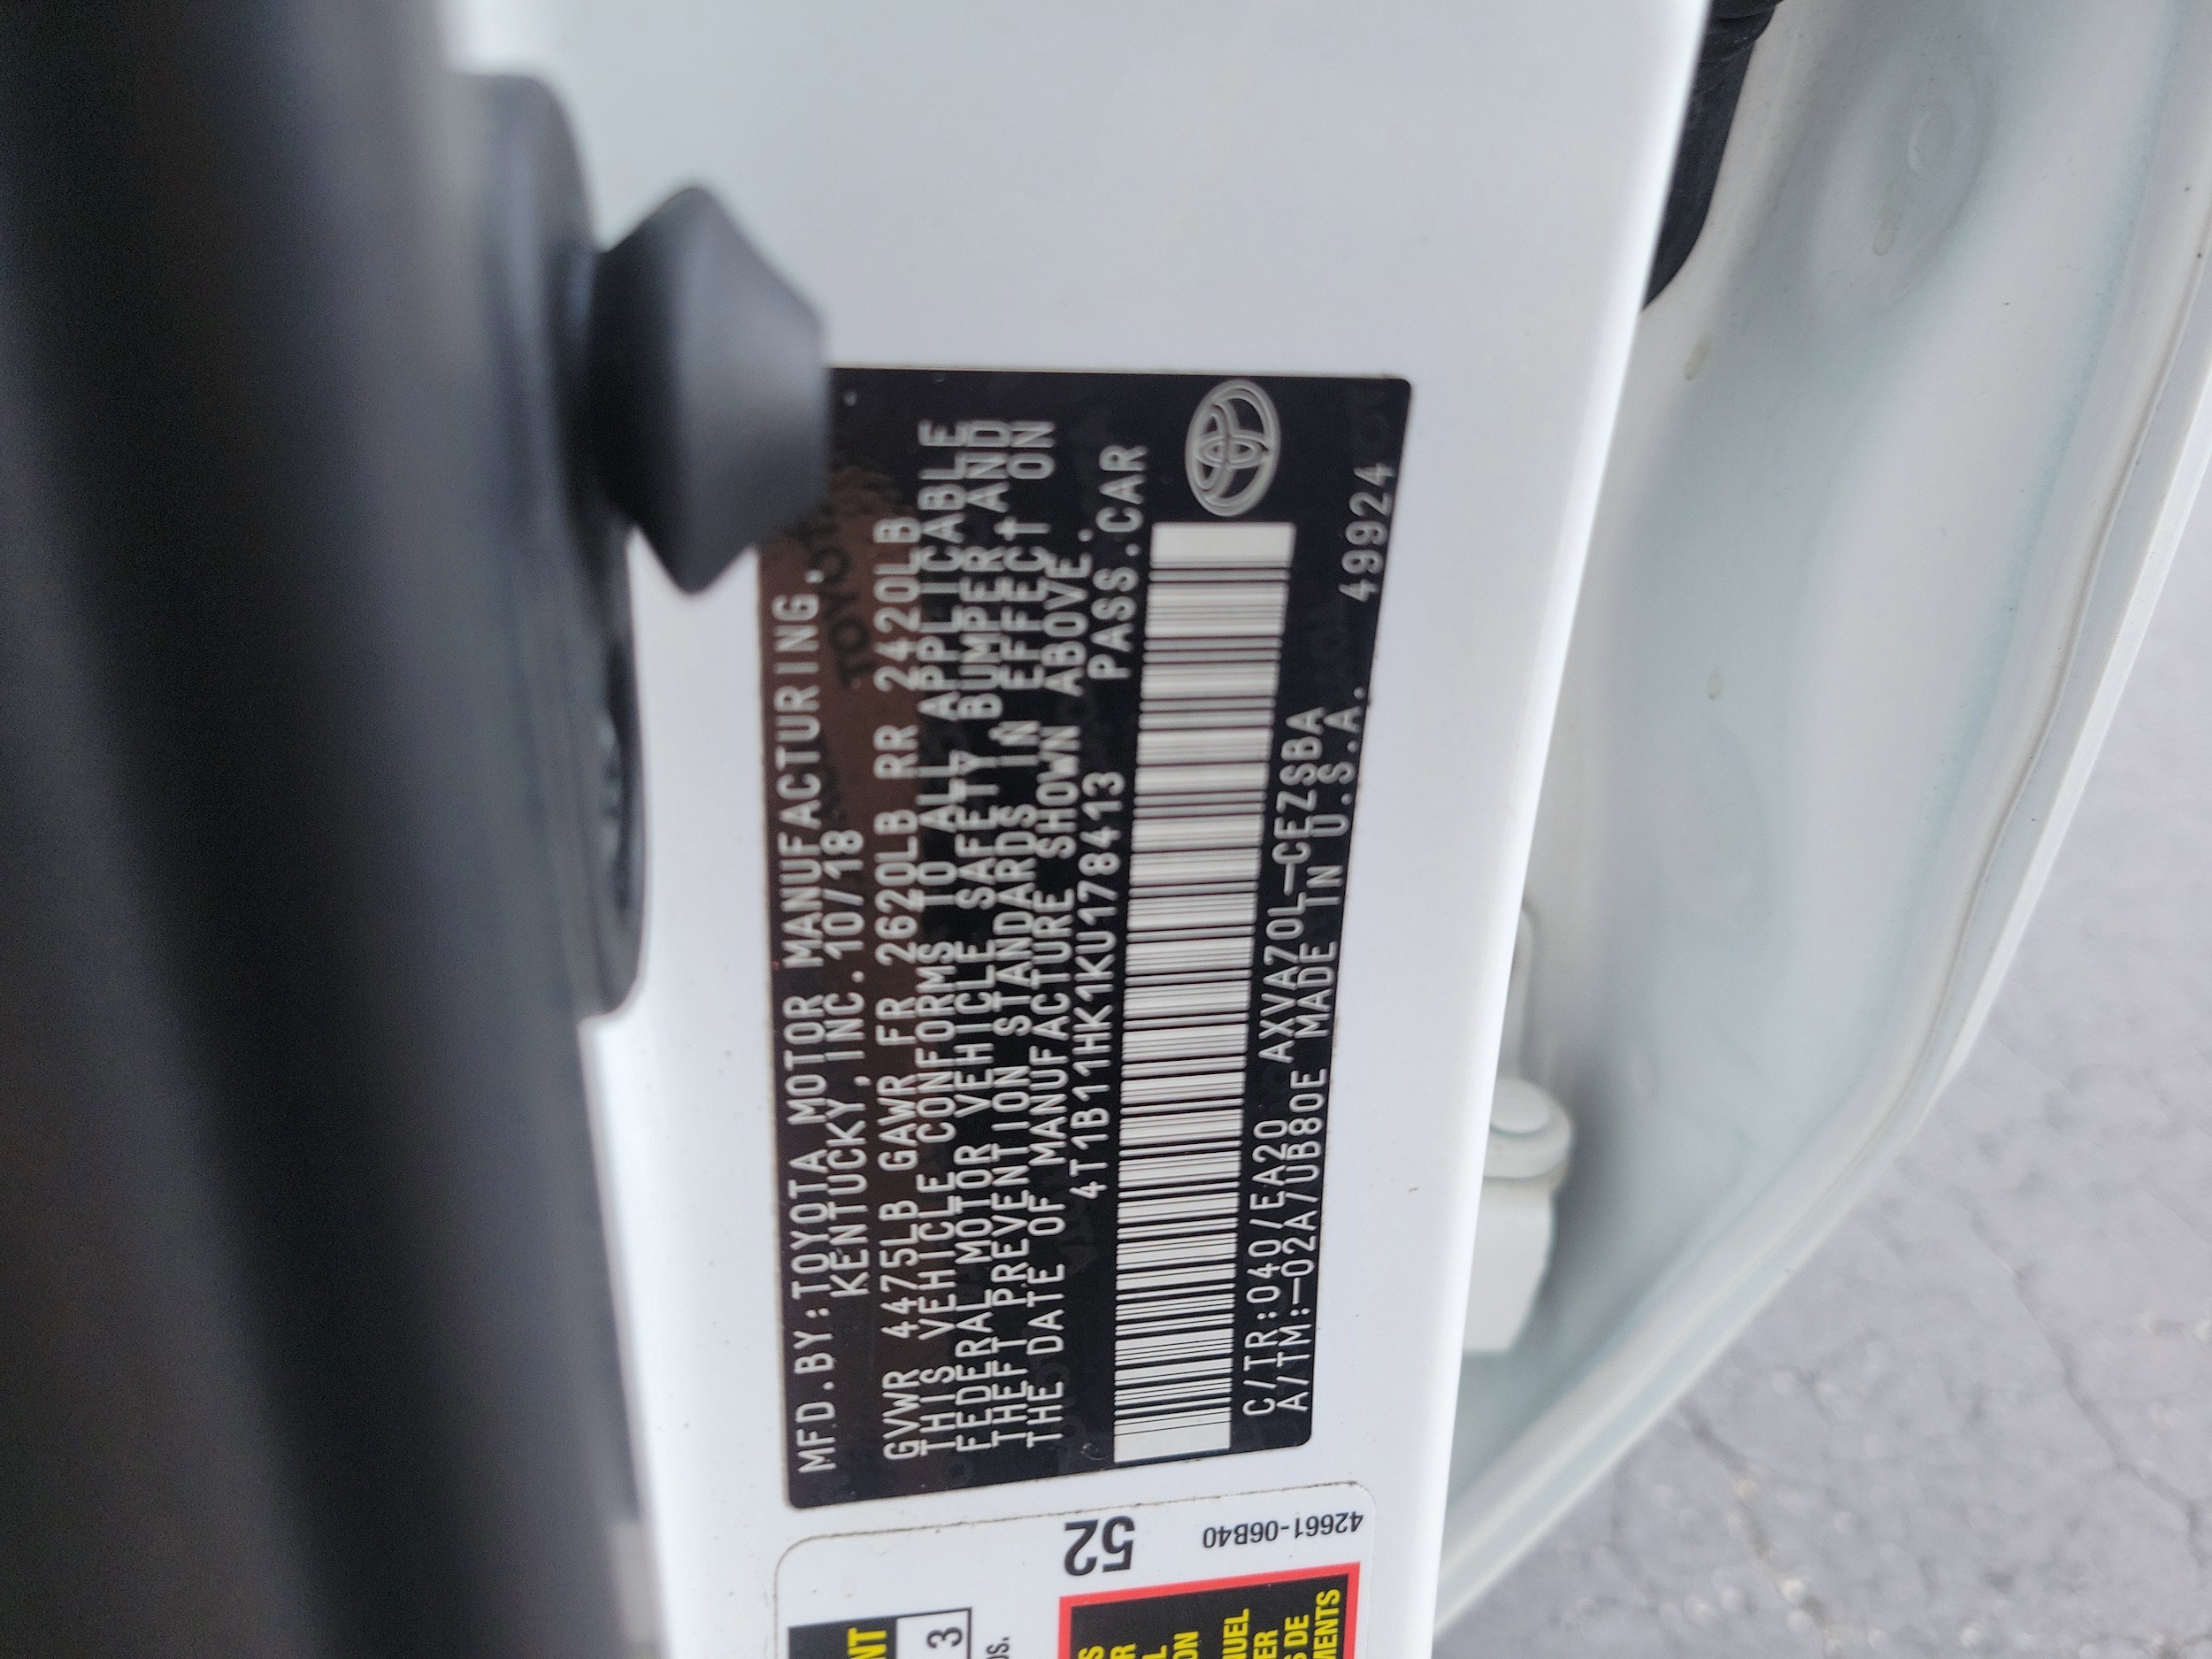 MFD.BY:TOYOTA MOTOR MANUFACTURING,
KENTUCKY,INC. 10/18
GVWR 4475LB GAWR FR 2620LB RR 2420LB
THIS VEHICLE CONFORMS TO ALL APPLICABLE
FEDERAL MOTOR VEHICLE SAFETY BUMPER AND
THEFT PREVENTION STANDARDS IN EFFECT ON
THE DATE OF MANUFACTURE SHOWN ABOVE.
4T1B11HK1KU178413 PASS.CAR
C/TR:040/EA20 AXVA70L-CEZSBA
A/TM:-02A/UB80E MADE IN U.S.A. 49924
52
42661-06B40
3